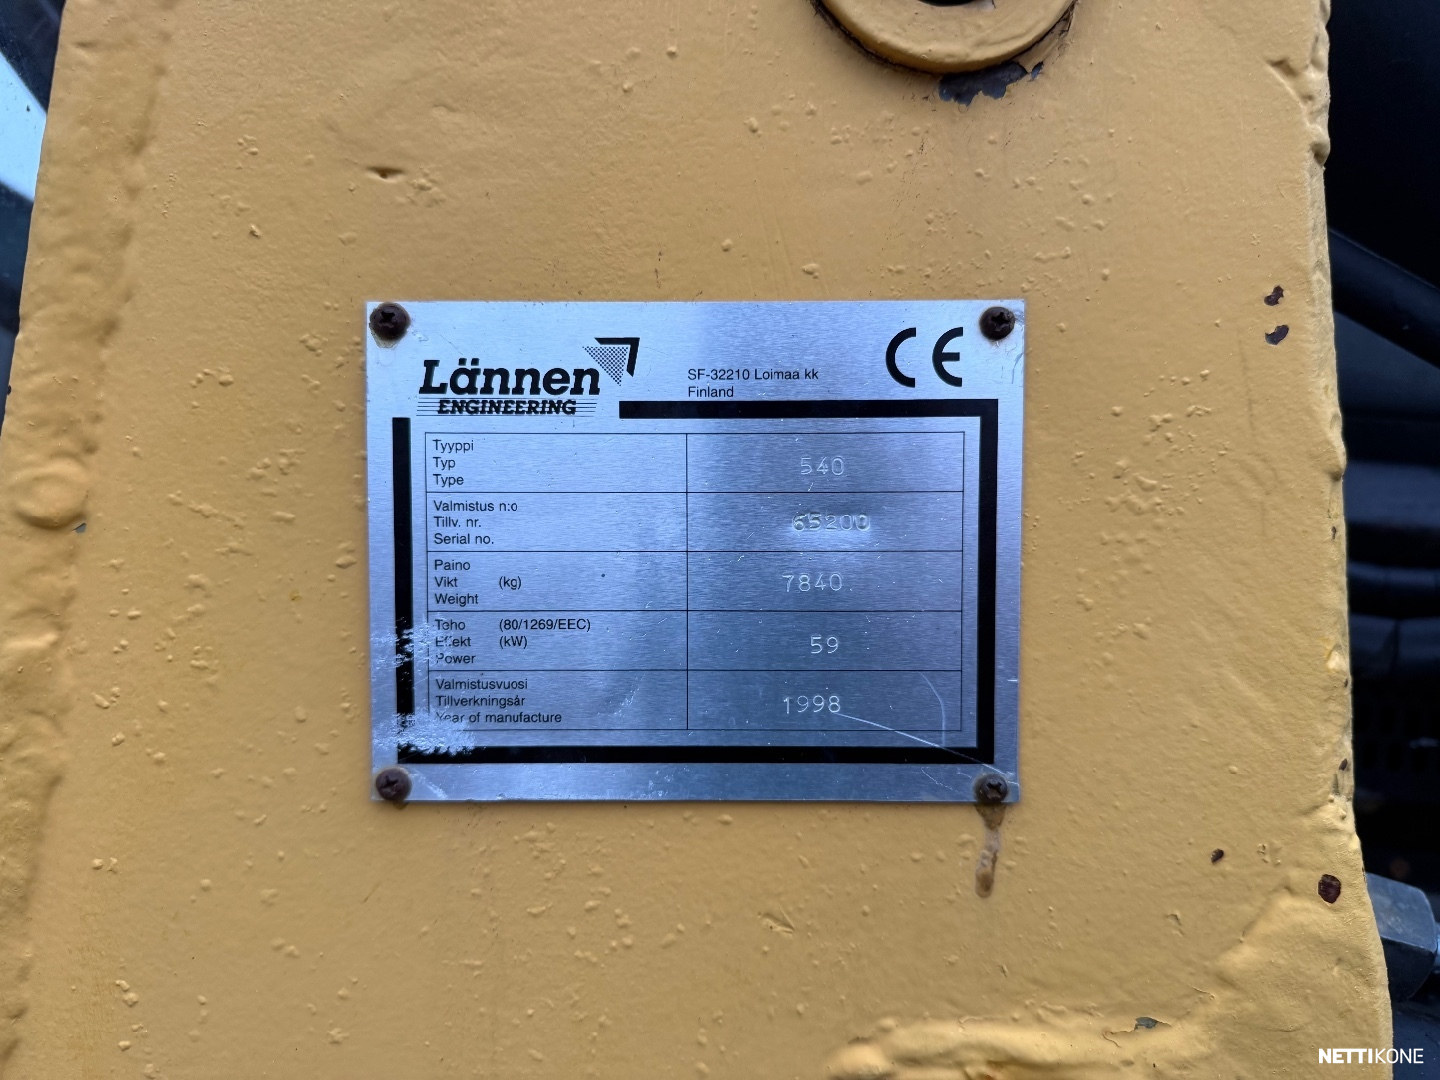 Lännen
ENGINEERING
SF-32210 Loimaa kk
Finland
CE
Tyyppi
Typ
Type
540
Valmistus n:o
Tillv. nr.
Serial no.
65200
Paino
Vikt (kg)
Weight
7840
Teho (80/1269/EEC)
Effekt (kW)
Power
59
Valmistusvuosi
Tillverkningsår
Year of manufacture
1998
NETTIKONE